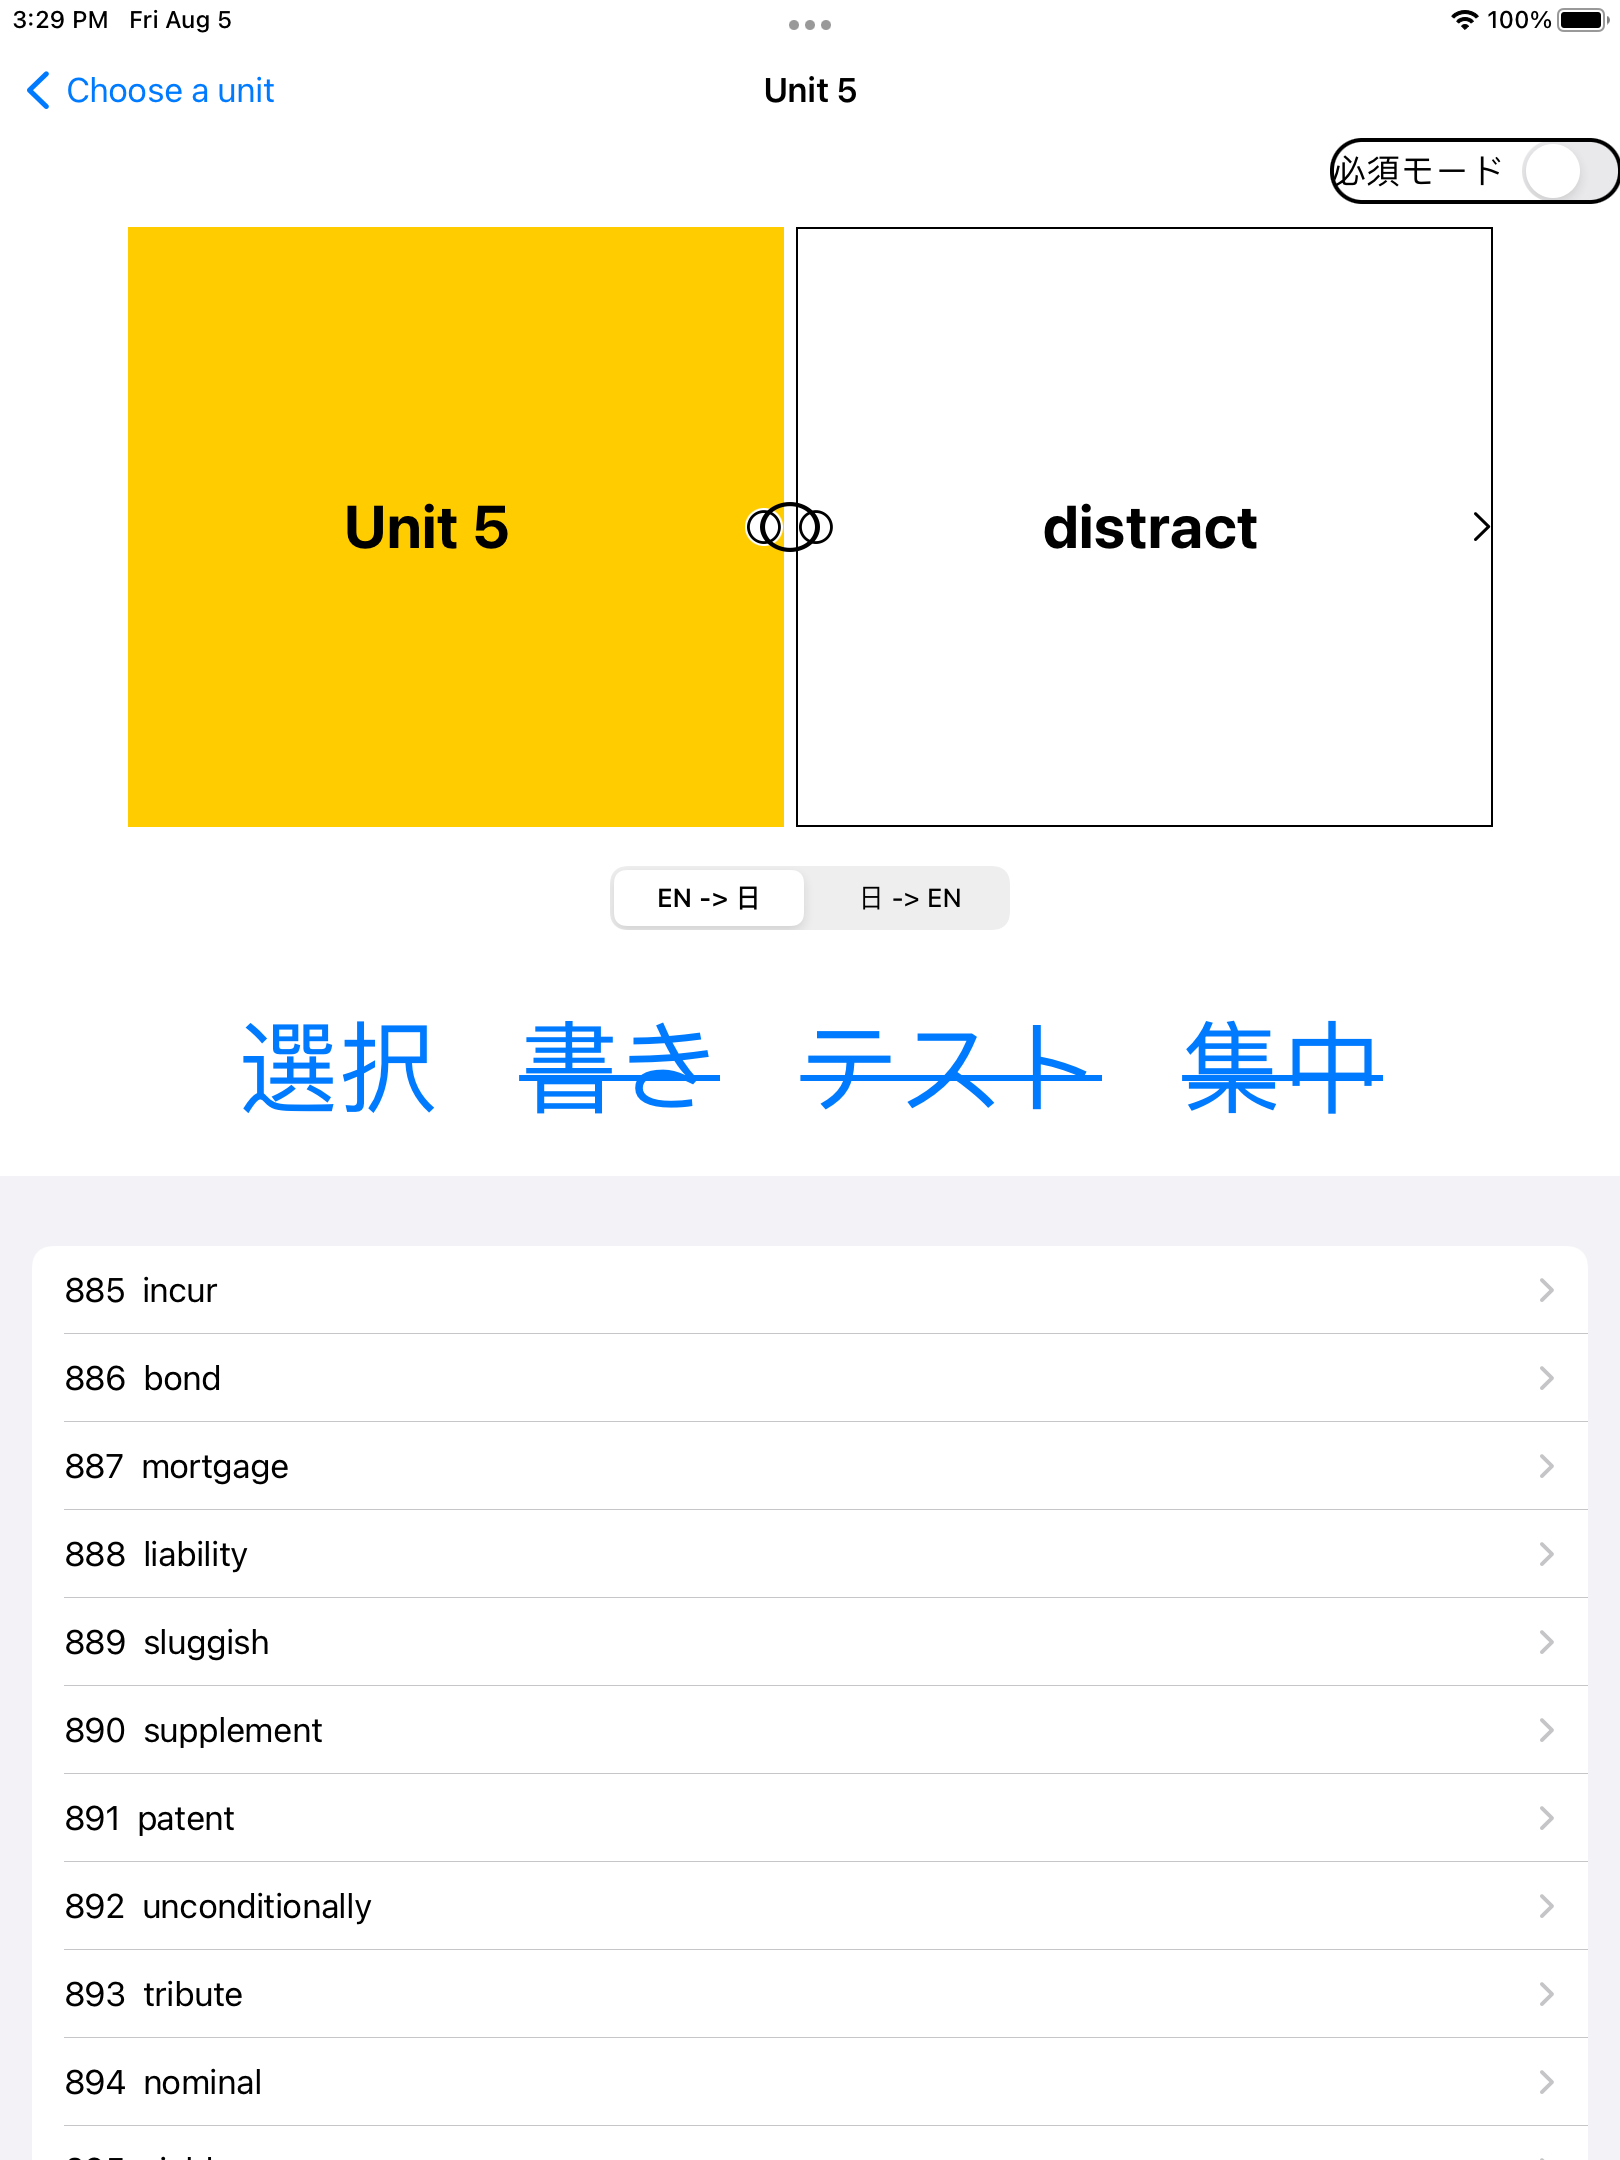 3:29 PM Fri Aug 5 100%
Choose a unit Unit 5
必須モード
Unit 5 distract
EN -> 日 日 -> EN
選択 書き テスト 集中
885 incur
886 bond
887 mortgage
888 liability
889 sluggish
890 supplement
891 patent
892 unconditionally
893 tribute
894 nominal